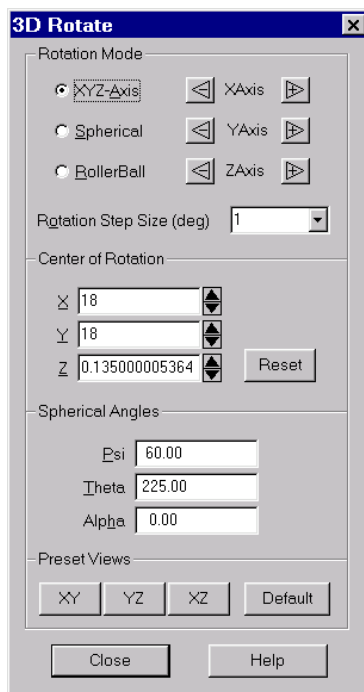 3D Rotate
Rotation Mode
XYZ-Axis XAxis
Spherical YAxis
RollerBall ZAxis
Rotation Step Size (deg) 1
Center of Rotation
X 18
Y 18
Z 0.135000005364 Reset
Spherical Angles
Psi 60.00
Theta 225.00
Alpha 0.00
Preset Views
XY YZ XZ Default
Close Help